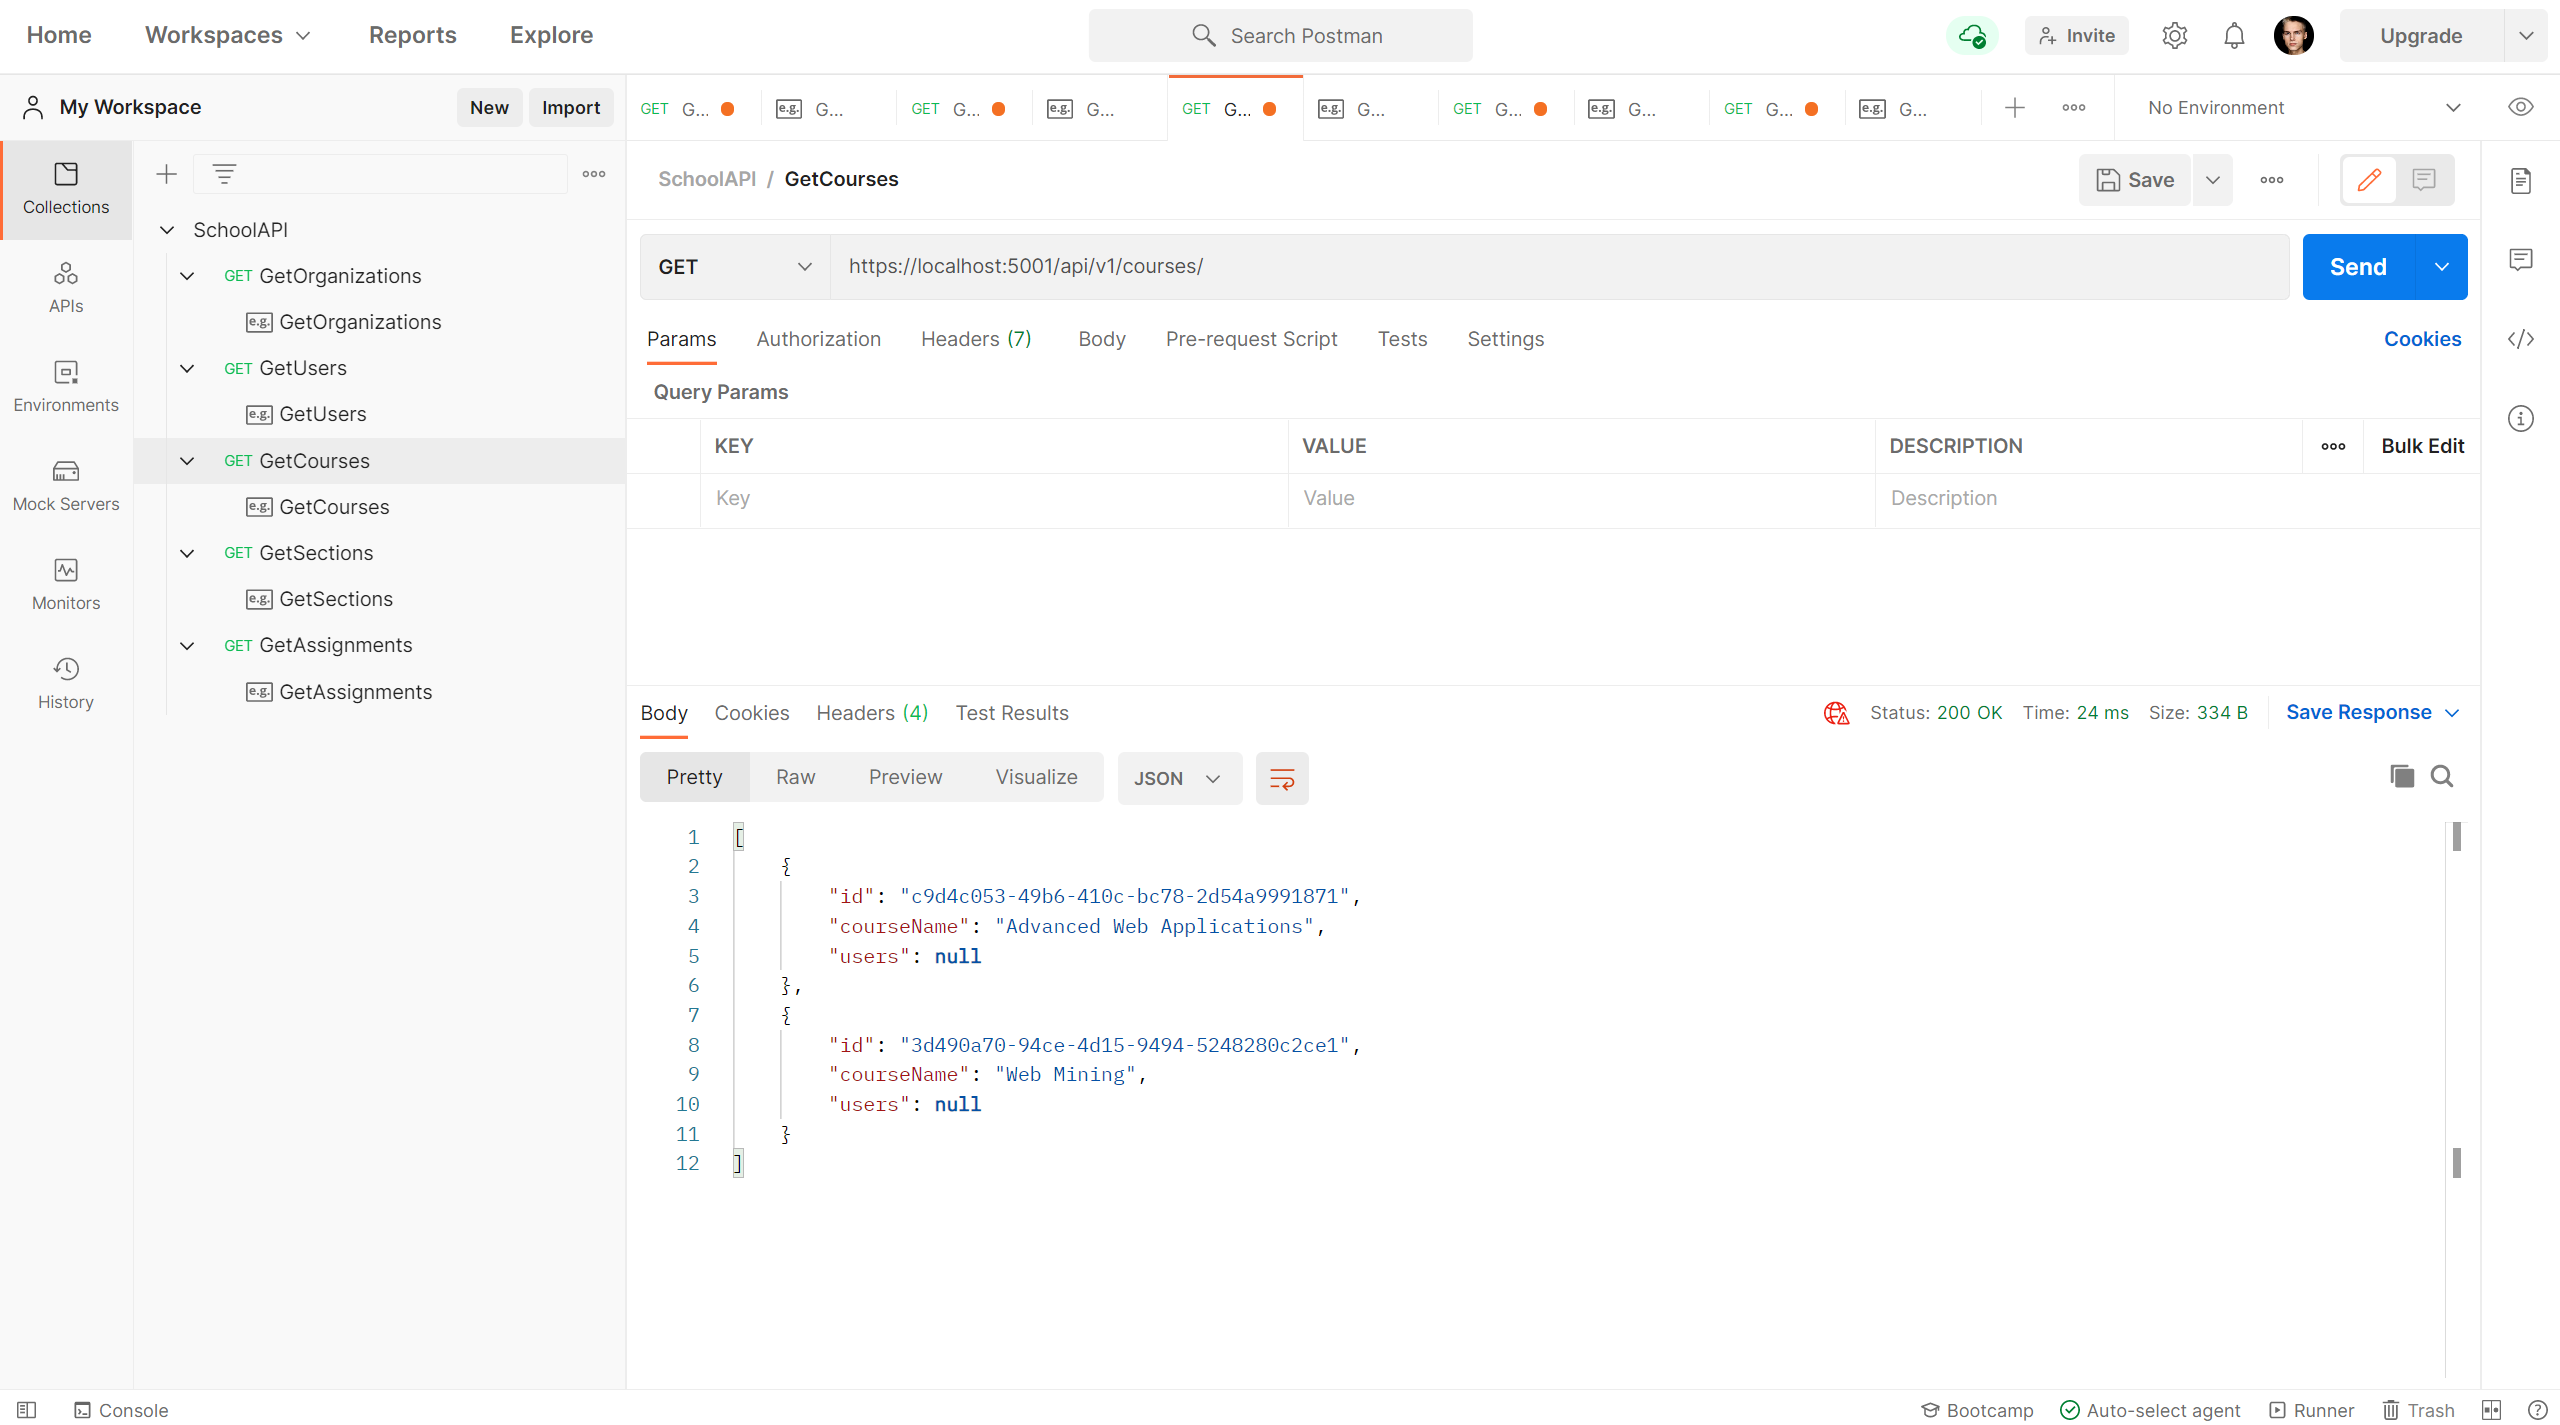 Home Workspaces Reports Explore Search Postman Invite Upgrade
My Workspace New Import GET G... e.g. G... GET G... e.g. G... GET G... e.g. G... GET G... e.g. G... GET G... e.g. G... No Environment
Collections
APIs
Environments
Mock Servers
Monitors
History
SchoolAPI
GET GetOrganizations
e.g. GetOrganizations
GET GetUsers
e.g. GetUsers
GET GetCourses
e.g. GetCourses
GET GetSections
e.g. GetSections
GET GetAssignments
e.g. GetAssignments
SchoolAPI / GetCourses Save
GET https://localhost:5001/api/v1/courses/ Send
Params Authorization Headers (7) Body Pre-request Script Tests Settings Cookies
Query Params
KEY VALUE DESCRIPTION Bulk Edit
Key Value Description
Body Cookies Headers (4) Test Results Status: 200 OK Time: 24 ms Size: 334 B Save Response
Pretty Raw Preview Visualize JSON
1 [
2 {
3 "id": "c9d4c053-49b6-410c-bc78-2d54a9991871",
4 "courseName": "Advanced Web Applications",
5 "users": null
6 },
7 {
8 "id": "3d490a70-94ce-4d15-9494-5248280c2ce1",
9 "courseName": "Web Mining",
10 "users": null
11 }
12 ]
Console Bootcamp Auto-select agent Runner Trash